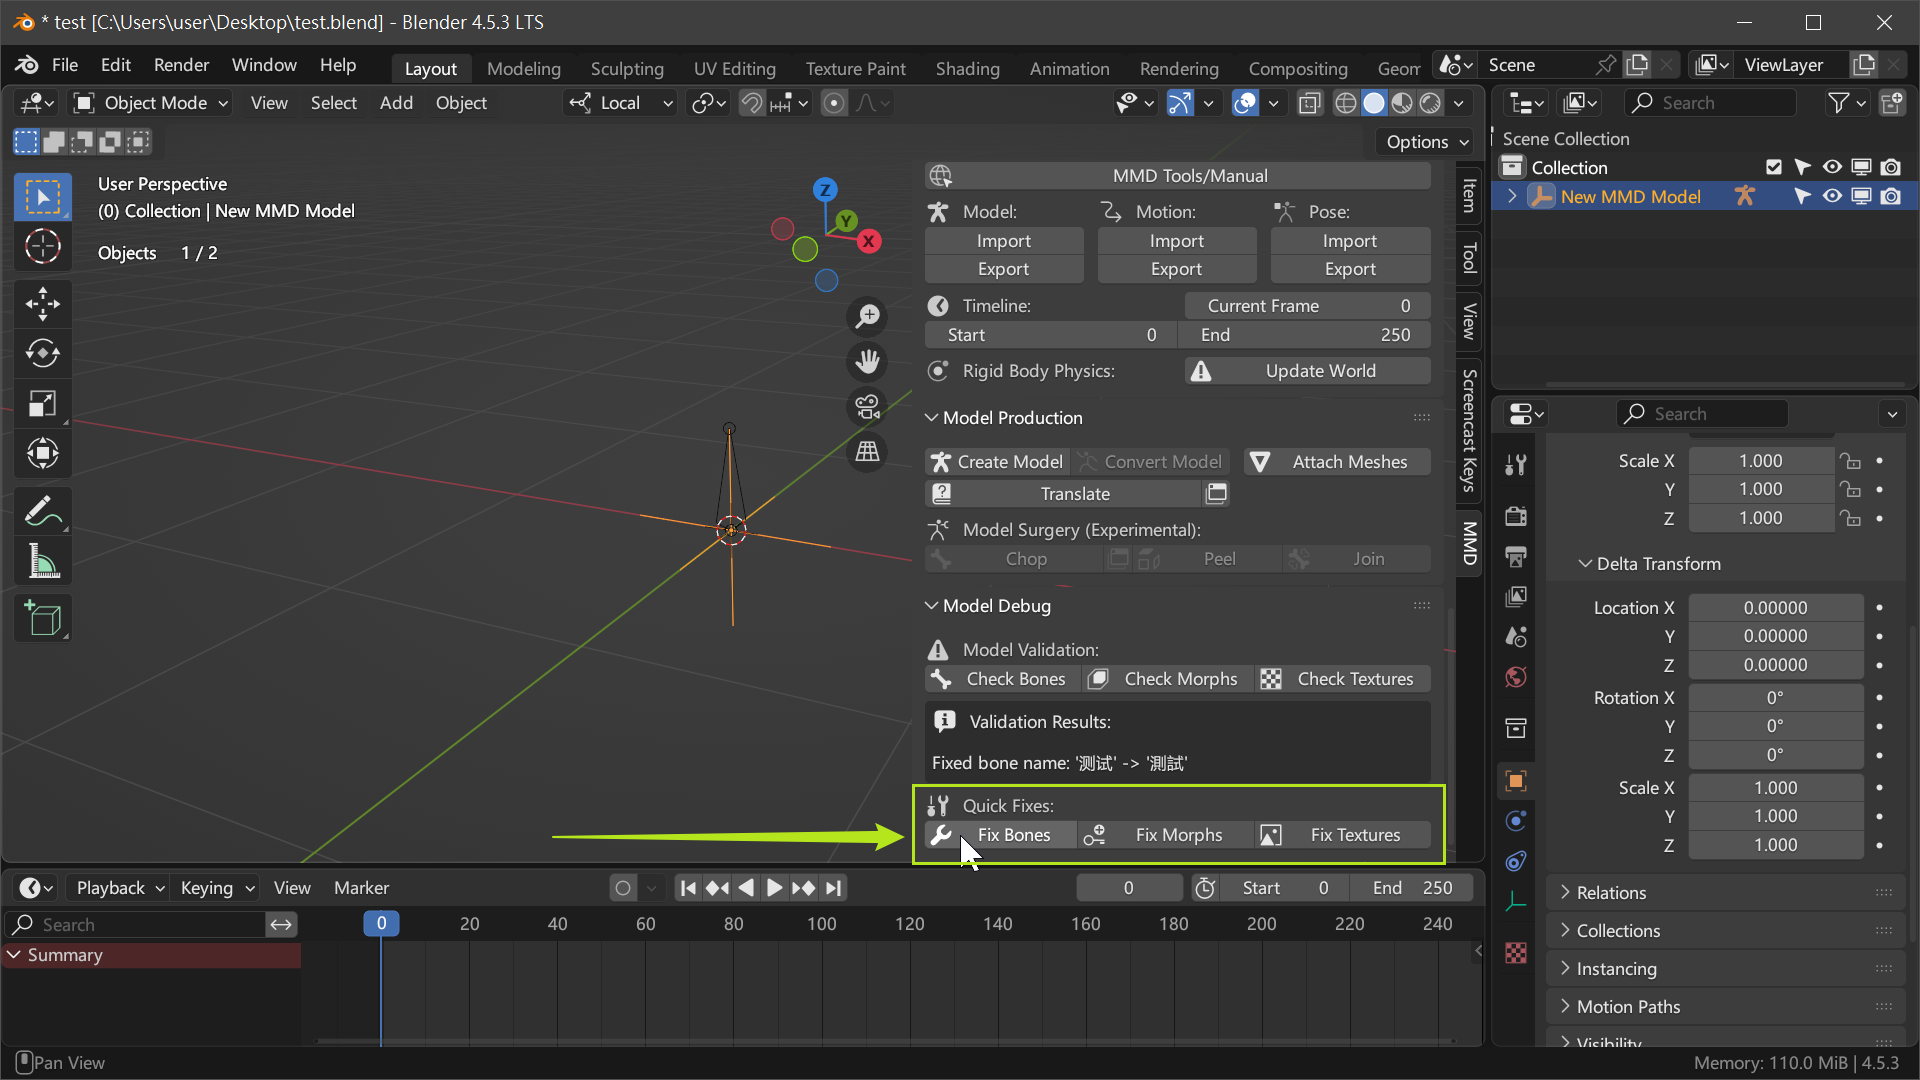 * test [C:\Users\user\Desktop\test.blend] - Blender 4.5.3 LTS
File Edit Render Window Help Layout Modeling Sculpting UV Editing Texture Paint Shading Animation Rendering Compositing Geom Scene ViewLayer
Object Mode View Select Add Object Local Search
Options
User Perspective
(0) Collection | New MMD Model
Objects 1 / 2
Z
Y
X
MMD Tools/Manual
Model: Motion: Pose:
Import Import Import
Export Export Export
Timeline: Current Frame 0
Start 0 End 250
Rigid Body Physics: Update World
Model Production
Create Model Convert Model Attach Meshes
Translate
Model Surgery (Experimental):
Chop Peel Join
Model Debug
Model Validation:
Check Bones Check Morphs Check Textures
Validation Results:
Fixed bone name: '测试' -> '測試'
Quick Fixes:
Fix Bones Fix Morphs Fix Textures
Item
Tool
View
Screencast Keys
MMD
Scene Collection
Collection
New MMD Model
Search
Scale X 1.000
Y 1.000
Z 1.000
Delta Transform
Location X 0.00000
Y 0.00000
Z 0.00000
Rotation X 0°
Y 0°
Z 0°
Scale X 1.000
Y 1.000
Z 1.000
Relations
Collections
Instancing
Motion Paths
Visibility
Playback Keying View Marker 0 Start 0 End 250
Search 0 20 40 60 80 100 120 140 160 180 200 220 240
Summary
Pan View
Memory: 110.0 MiB | 4.5.3